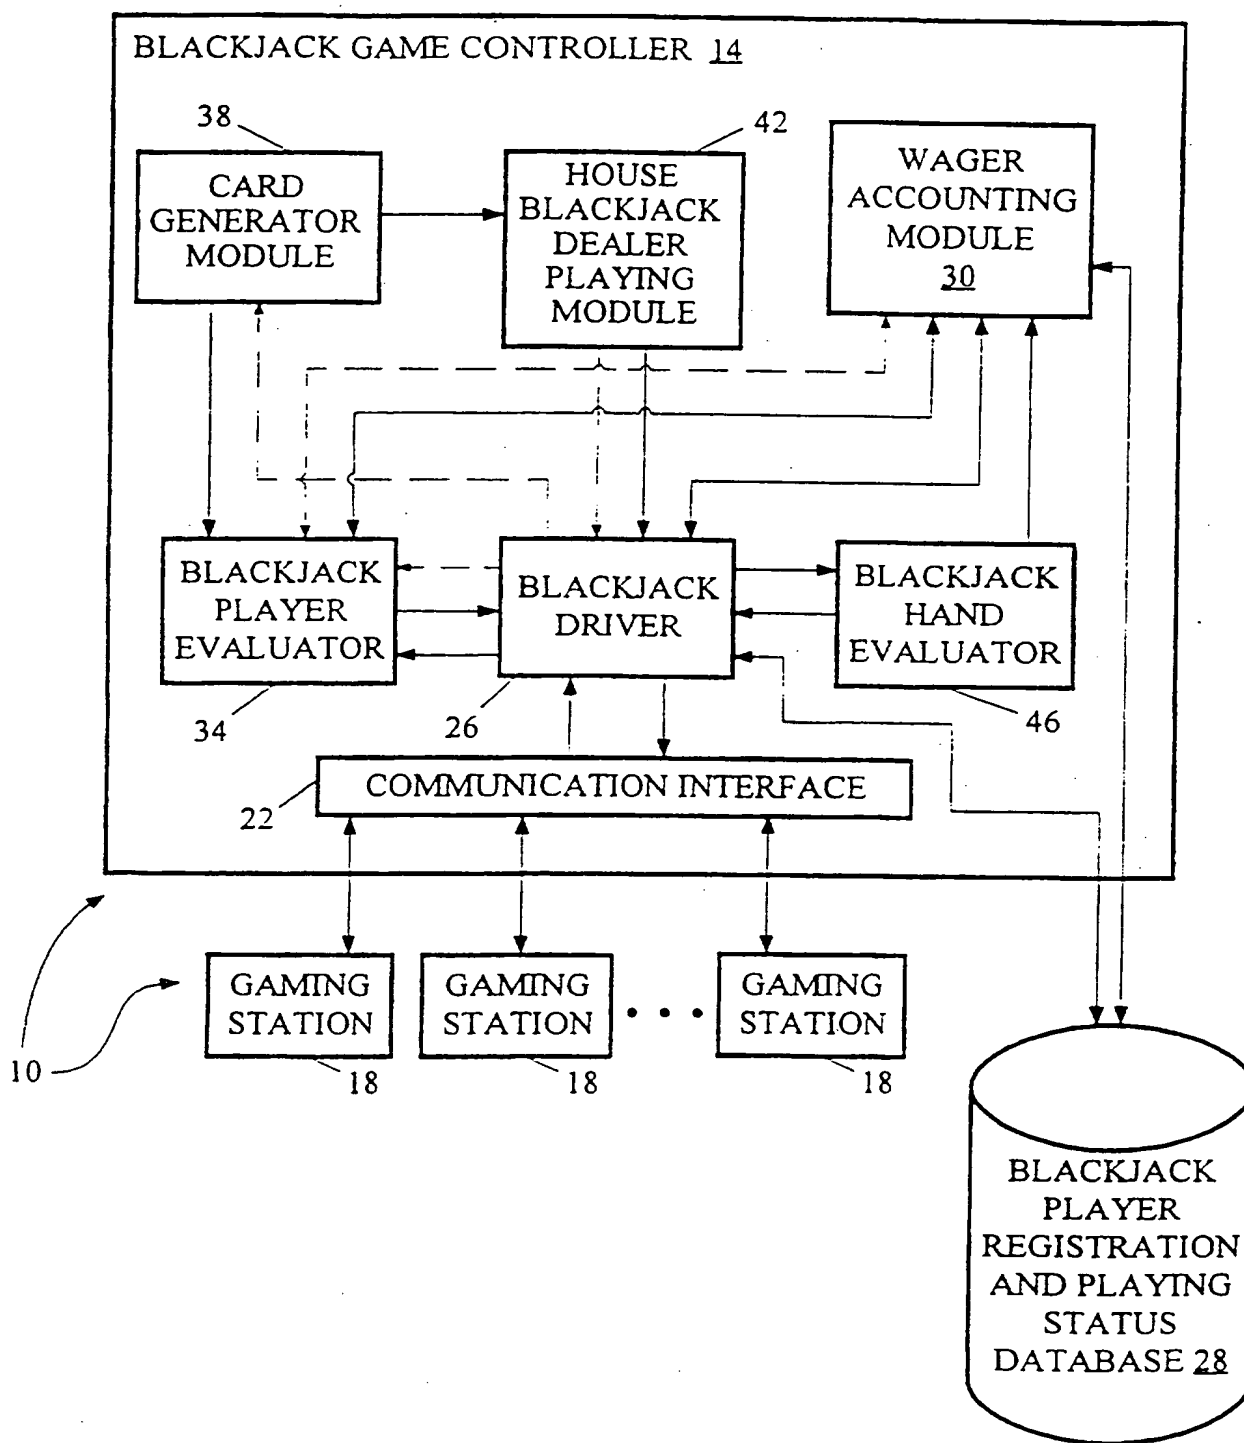 BLACKJACK GAME CONTROLLER 14
38
42
CARD
GENERATOR
MODULE
HOUSE
BLACKJACK
DEALER
PLAYING
MODULE
WAGER
ACCOUNTING
MODULE
30
BLACKJACK
PLAYER
EVALUATOR
BLACKJACK
DRIVER
BLACKJACK
HAND
EVALUATOR
34
26
46
COMMUNICATION INTERFACE
22
GAMING
STATION
GAMING
STATION
GAMING
STATION
10
18
18
18
BLACKJACK
PLAYER
REGISTRATION
AND PLAYING
STATUS
DATABASE 28